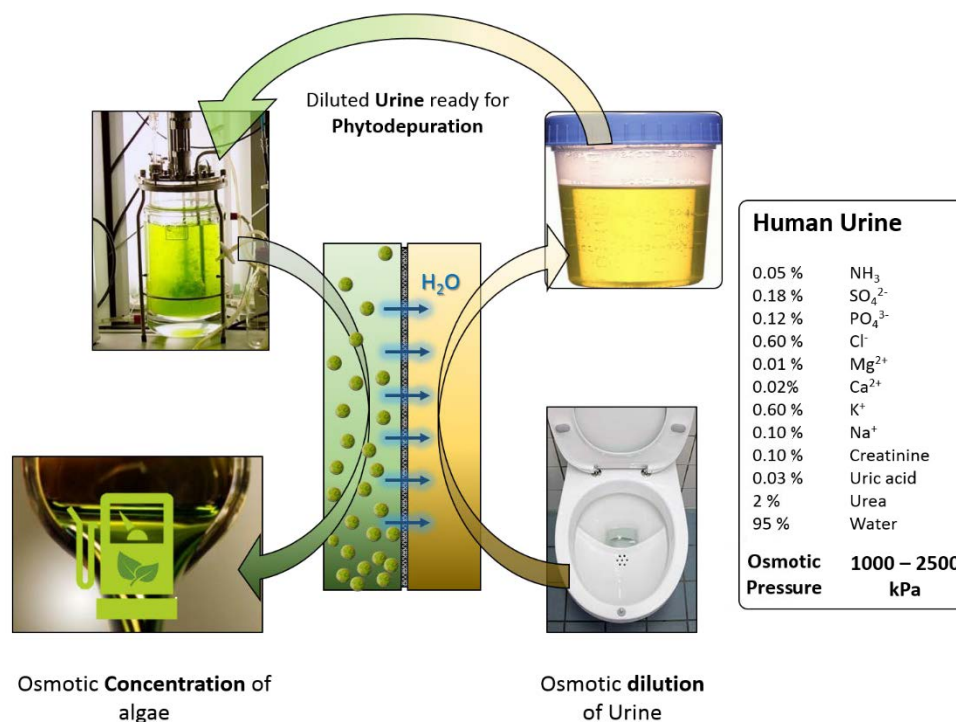 Diluted Urine ready for
Phytodepuration
H₂O
Human Urine
0.05 % NH₃
0.18 % SO₄²⁻
0.12 % PO₄³⁻
0.60 % Cl⁻
0.01 % Mg²⁺
0.02% Ca²⁺
0.60 % K⁺
0.10 % Na⁺
0.10 % Creatinine
0.03 % Uric acid
2 % Urea
95 % Water
Osmotic 1000 – 2500
Pressure kPa
Osmotic Concentration of
algae
Osmotic dilution
of Urine